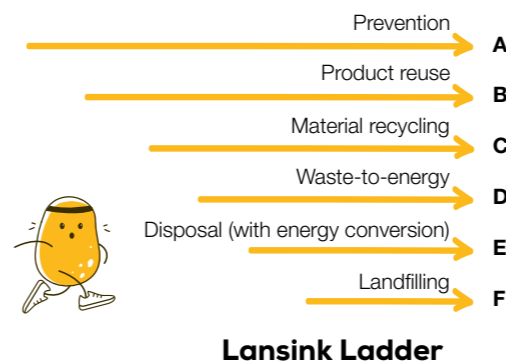 Prevention
A
Product reuse
B
Material recycling
C
Waste-to-energy
D
Disposal (with energy conversion)
E
Landfilling
F
Lansink Ladder